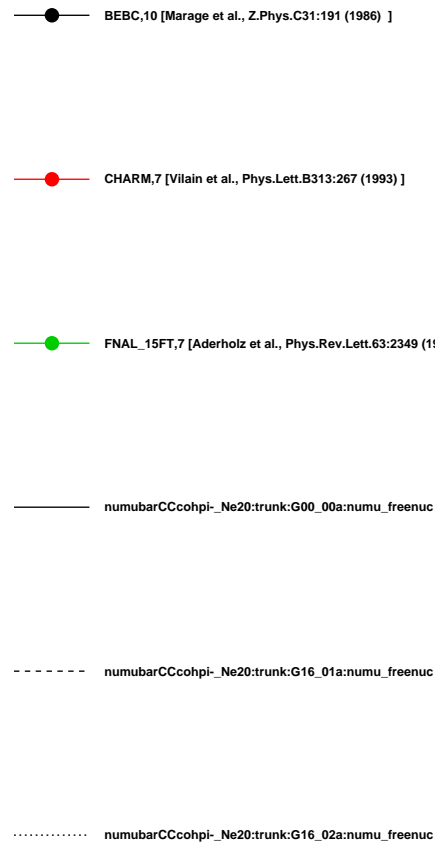 BEBC,10 [Marage et al., Z.Phys.C31:191 (1986)  ]
CHARM,7 [Vilain et al., Phys.Lett.B313:267 (1993) ]
FNAL_15FT,7 [Aderholz et al., Phys.Rev.Lett.63:2349 (19
numubarCCcohpi-_Ne20:trunk:G00_00a:numu_freenuc
numubarCCcohpi-_Ne20:trunk:G16_01a:numu_freenuc
numubarCCcohpi-_Ne20:trunk:G16_02a:numu_freenuc